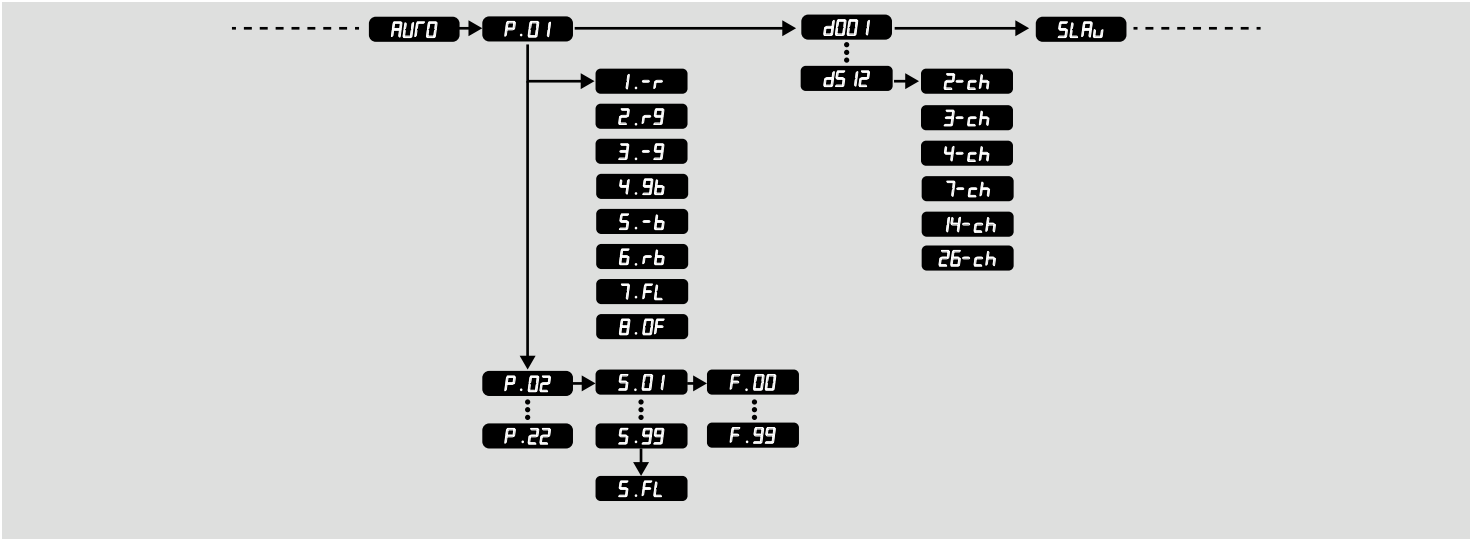 AUTO P.01 d001 SLAu
1.-r d512 2-ch
2.rg 3-ch
3.-g 4-ch
4.gb 7-ch
5.-b 14-ch
6.rb 26-ch
7.FL
8.OF
P.02 S.01 F.00
P.22 S.99 F.99
S.FL